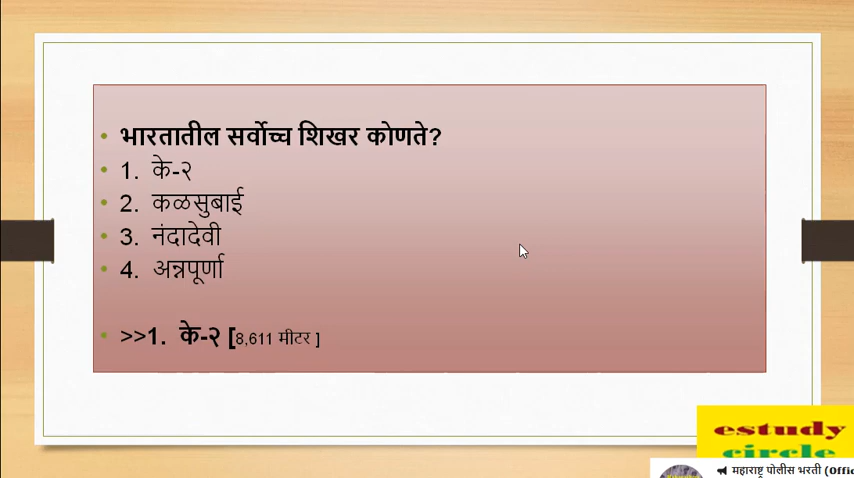 भारतातील सर्वोच्च शिखर कोणते?
1. के-२
2. कळसुबाई
3. नंदादेवी
4. अन्नपूर्णा
>>1. के-२ [8,611 मीटर ]
estudy
circle
महाराष्ट्र पोलीस भरती (Offic